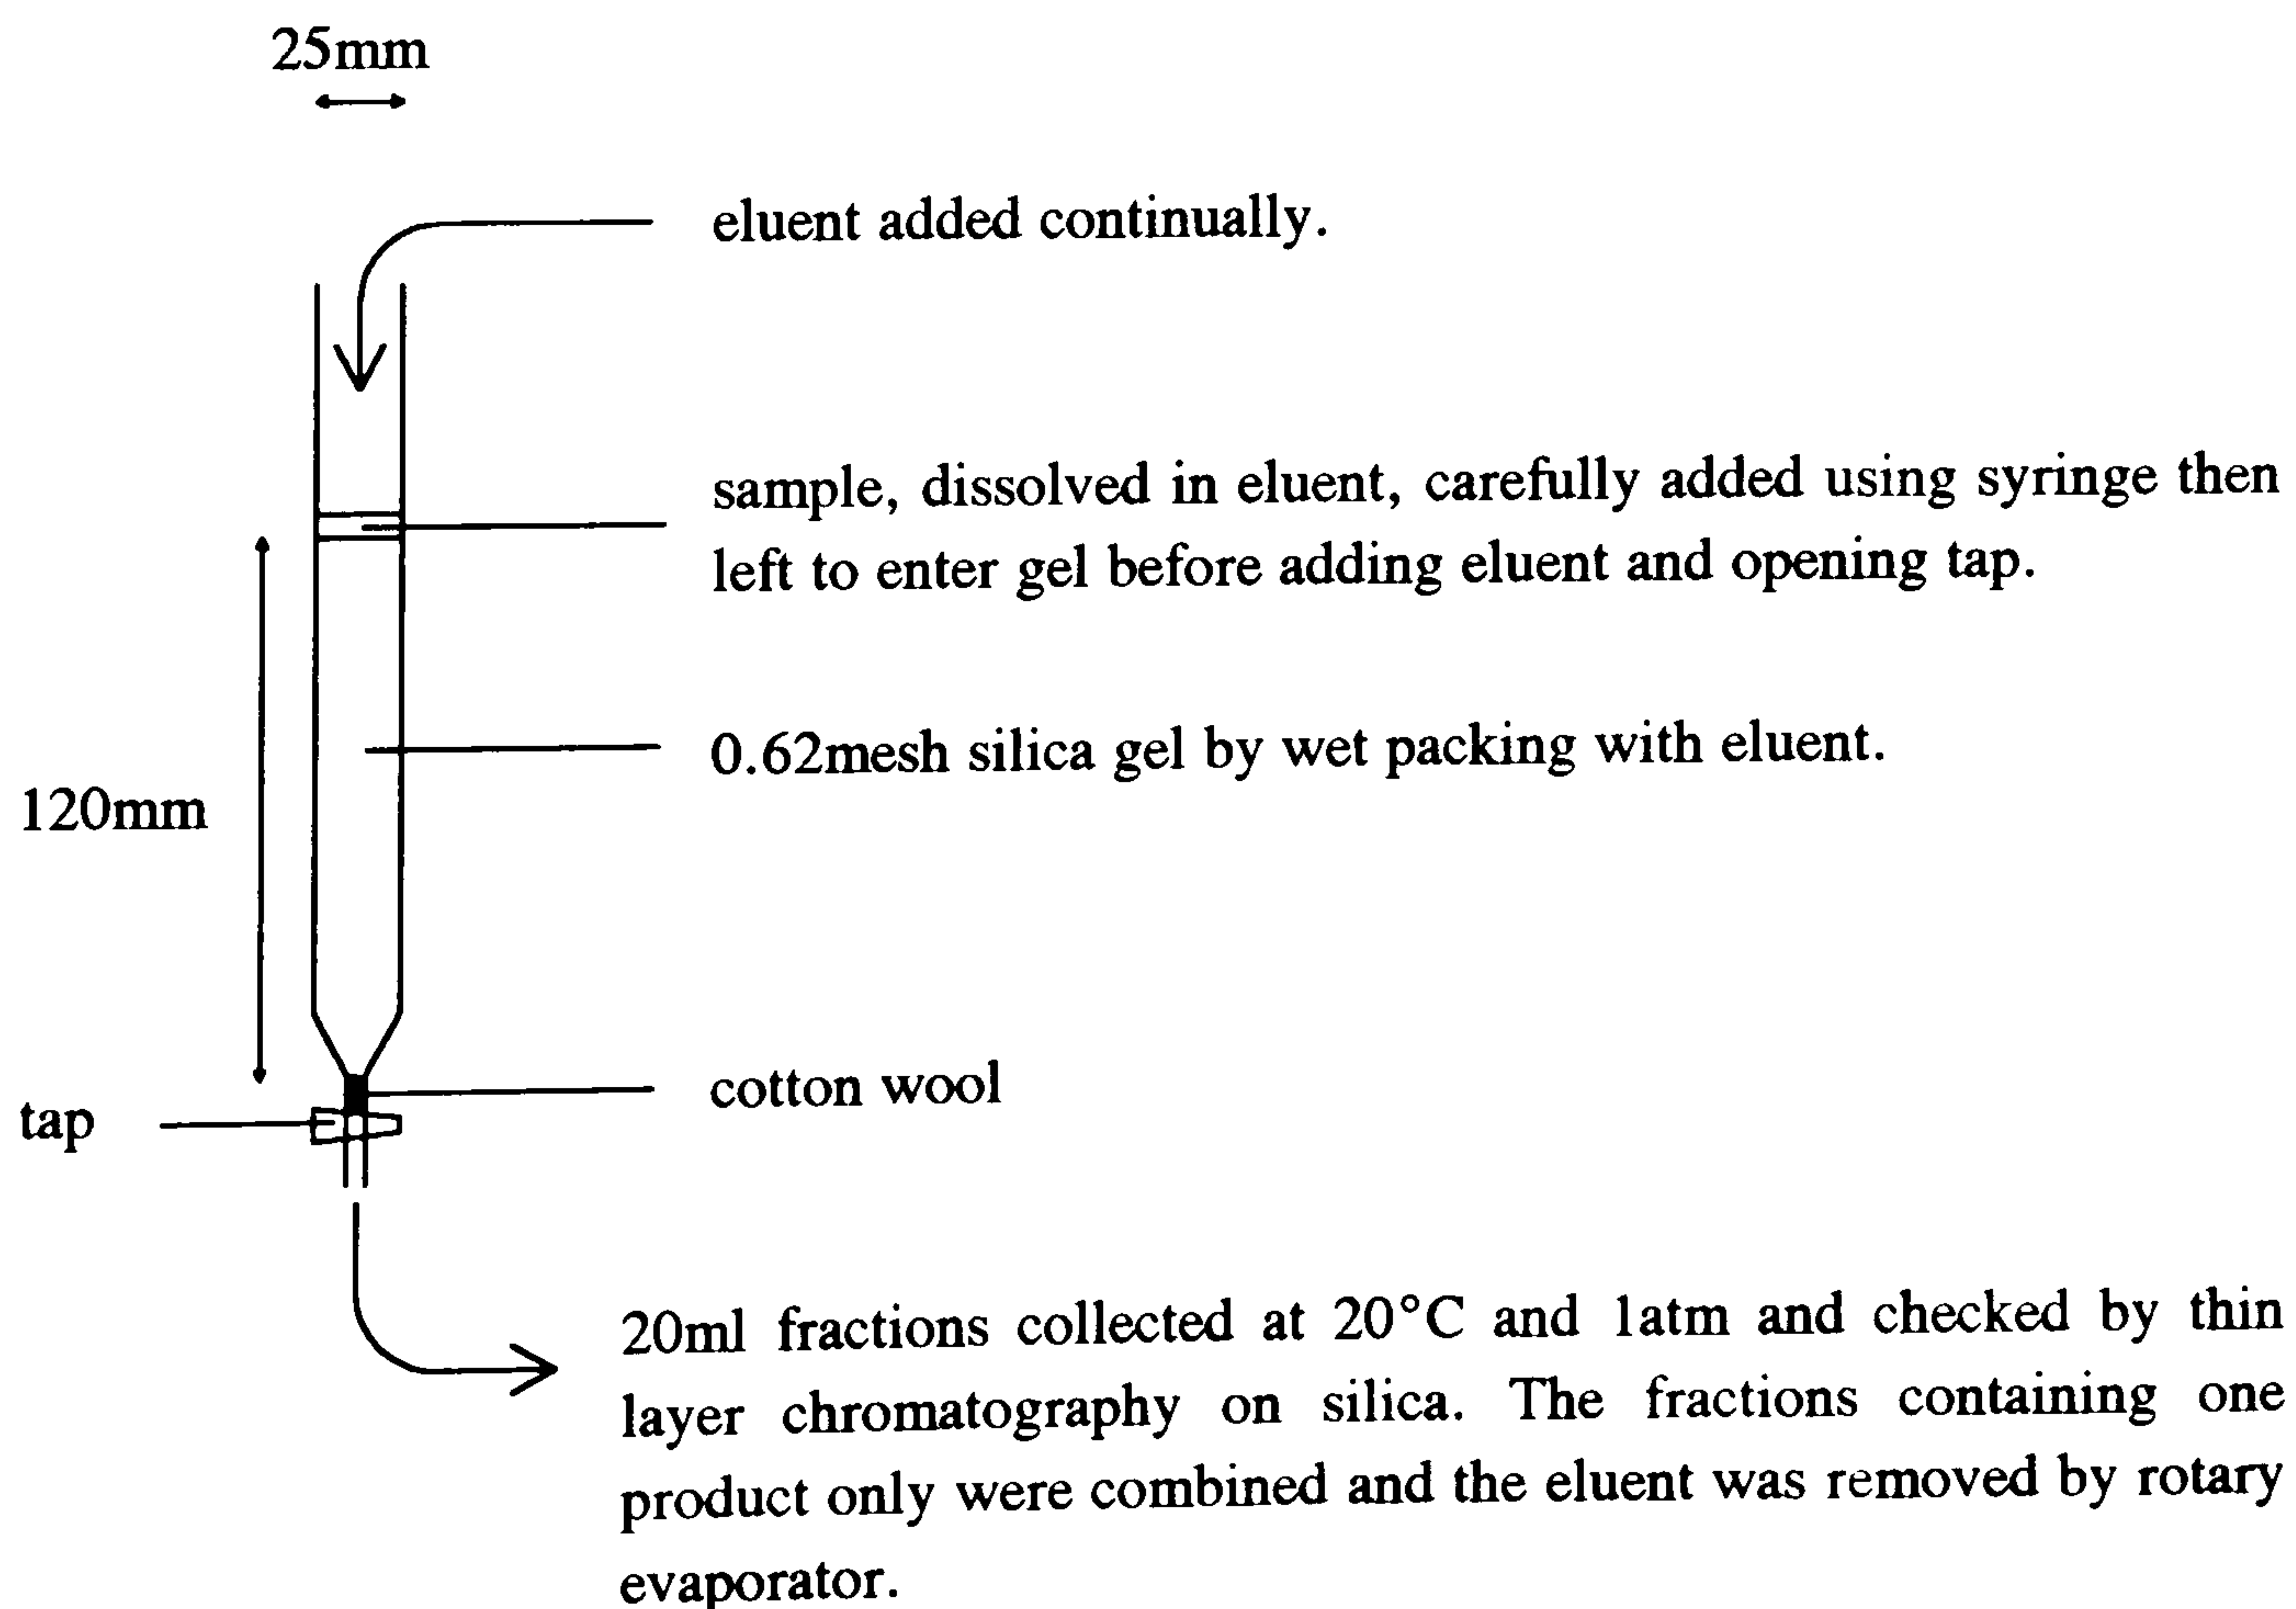 25mm
eluent added continually.
sample, dissolved in eluent, carefully added using syringe then
left to enter gel before adding eluent and opening tap.
0.62mesh silica gel by wet packing with eluent.
120mm
cotton wool
tap
20ml fractions collected at 20°C and 1atm and checked by thin
layer chromatography on silica. The fractions containing one
product only were combined and the eluent was removed by rotary
evaporator.